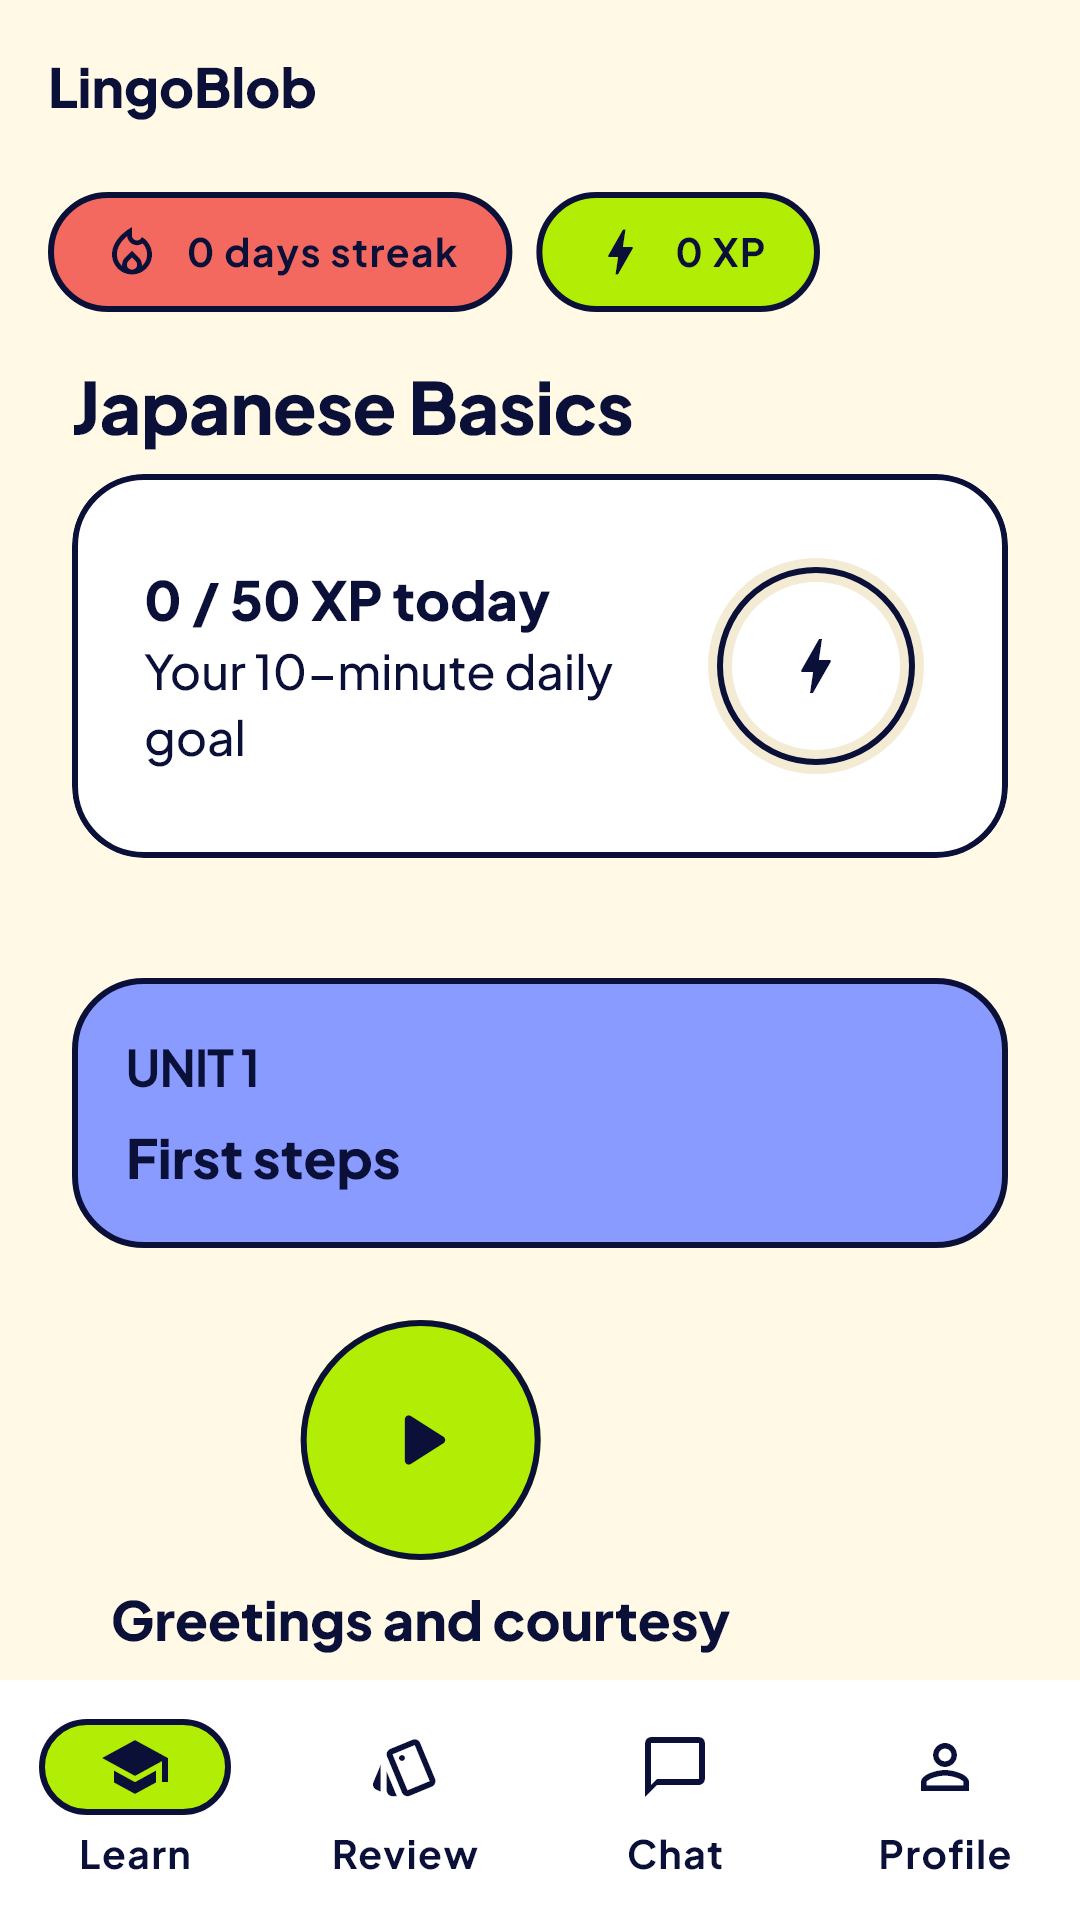 LingoBlob
0 days streak
0 XP
Japanese Basics
0 / 50 XP today
Your 10–minute daily
goal
UNIT 1
First steps
Greetings and courtesy
Learn
Review
Chat
Profile